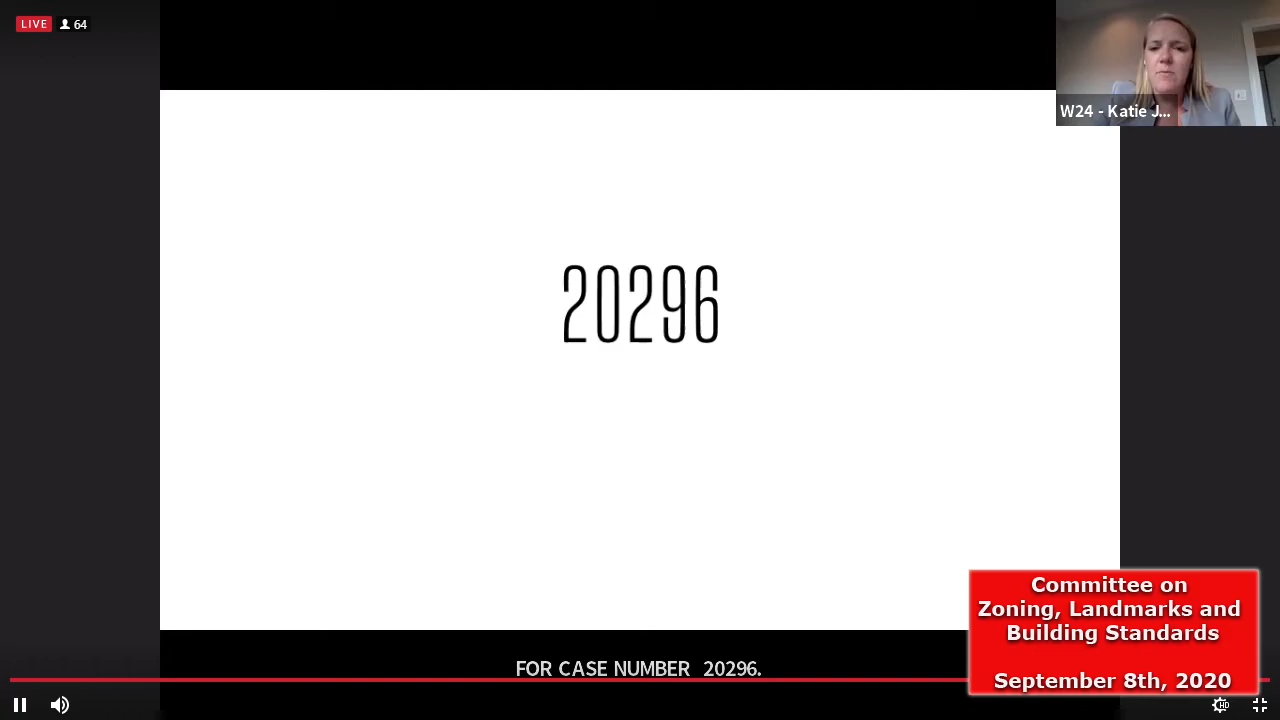 LIVE 64
W24 - Katie J...
20296
Committee on
Zoning, Landmarks and
Building Standards
September 8th, 2020
FOR CASE NUMBER 20296.
HD